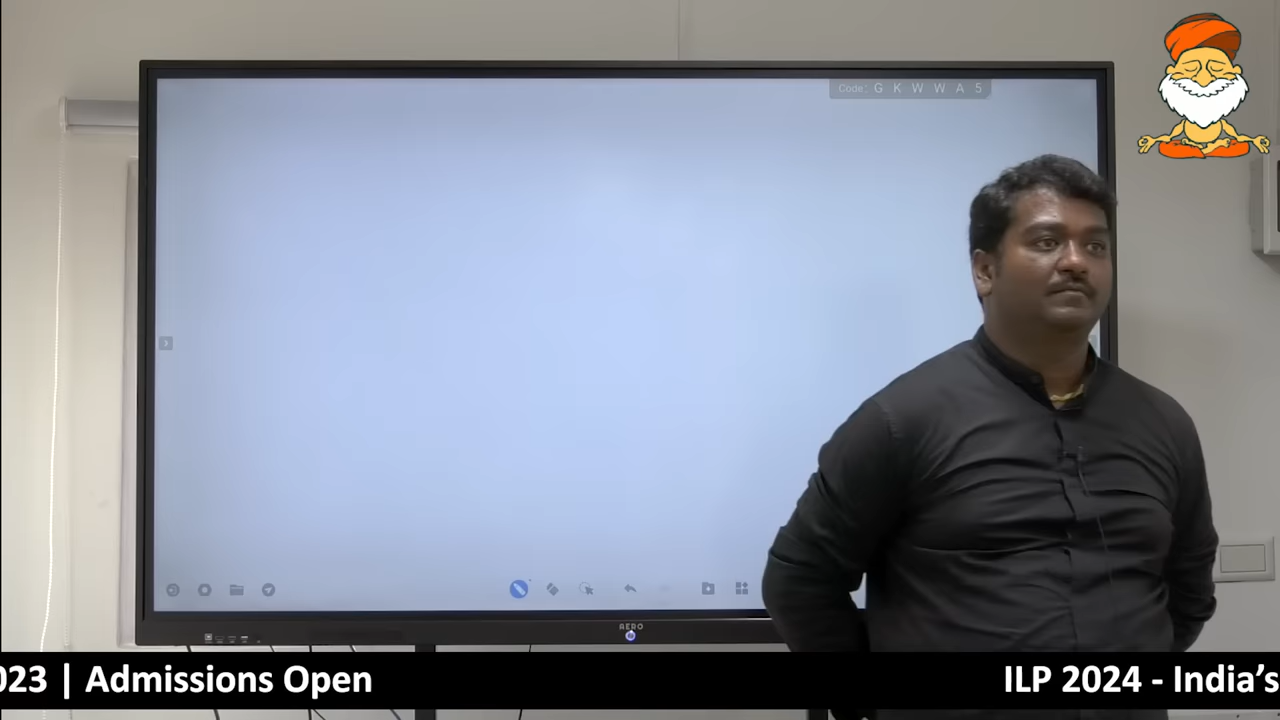 Code: G K W W A 5
AERO
023 | Admissions Open
ILP 2024 - India’s